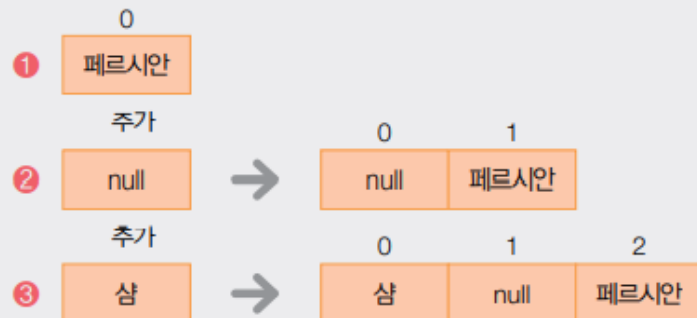 0
❶ 페르시안
추가 0 1
❷ null → null 페르시안
추가 0 1 2
❸ 샴 → 샴 null 페르시안